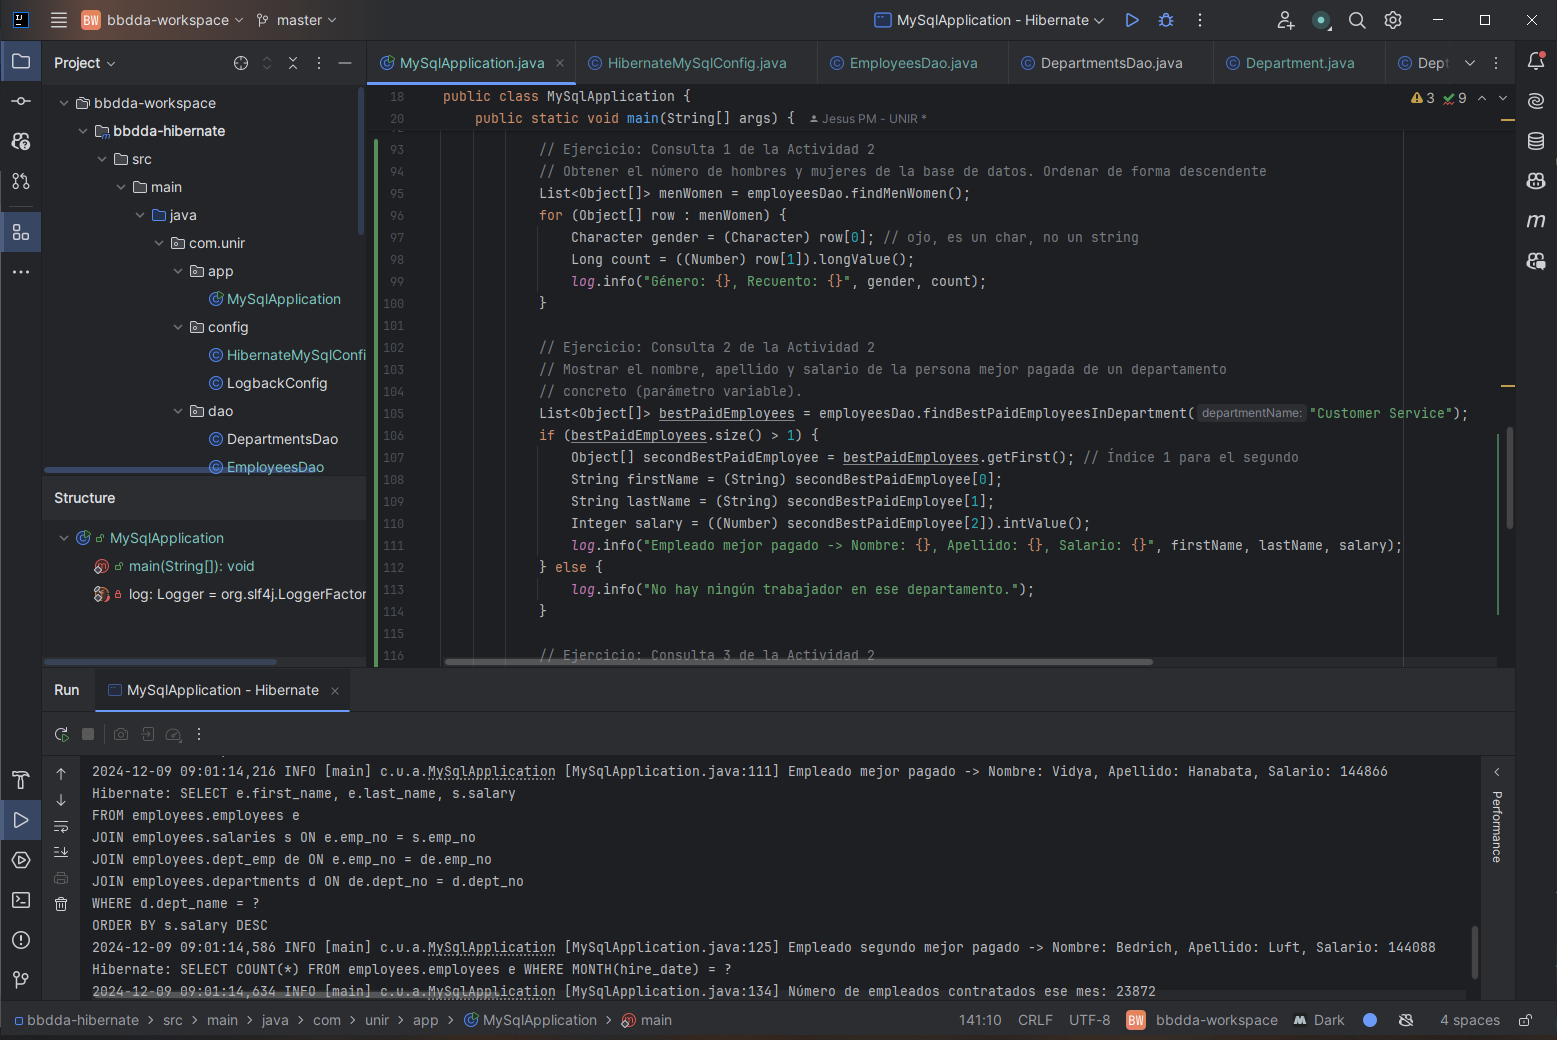 BW bbdda-workspace master MySqlApplication - Hibernate
Project
bbdda-workspace
bbdda-hibernate
src
main
java
com.unir
app
MySqlApplication
config
HibernateMySqlConfi
LogbackConfig
dao
DepartmentsDao
EmployeesDao
Structure
MySqlApplication
main(String[]): void
log: Logger = org.slf4j.LoggerFactor
MySqlApplication.java HibernateMySqlConfig.java EmployeesDao.java DepartmentsDao.java Department.java Dept
3 9
18 public class MySqlApplication {
20 public static void main(String[] args) { Jesus PM - UNIR *
93 // Ejercicio: Consulta 1 de la Actividad 2
94 // Obtener el número de hombres y mujeres de la base de datos. Ordenar de forma descendente
95 List<Object[]> menWomen = employeesDao.findMenWomen();
96 for (Object[] row : menWomen) {
97 Character gender = (Character) row[0]; // ojo, es un char, no un string
98 Long count = ((Number) row[1]).longValue();
99 log.info("Género: {}, Recuento: {}", gender, count);
100 }
101
102 // Ejercicio: Consulta 2 de la Actividad 2
103 // Mostrar el nombre, apellido y salario de la persona mejor pagada de un departamento
104 // concreto (parámetro variable).
105 List<Object[]> bestPaidEmployees = employeesDao.findBestPaidEmployeesInDepartment( departmentName: "Customer Service");
106 if (bestPaidEmployees.size() > 1) {
107 Object[] secondBestPaidEmployee = bestPaidEmployees.getFirst(); // Índice 1 para el segundo
108 String firstName = (String) secondBestPaidEmployee[0];
109 String lastName = (String) secondBestPaidEmployee[1];
110 Integer salary = ((Number) secondBestPaidEmployee[2]).intValue();
111 log.info("Empleado mejor pagado -> Nombre: {}, Apellido: {}, Salario: {}", firstName, lastName, salary);
112 } else {
113 log.info("No hay ningún trabajador en ese departamento.");
114 }
115
116 // Ejercicio: Consulta 3 de la Actividad 2
Run MySqlApplication - Hibernate
2024-12-09 09:01:14,216 INFO [main] c.u.a.MySqlApplication [MySqlApplication.java:111] Empleado mejor pagado -> Nombre: Vidya, Apellido: Hanabata, Salario: 144866
Hibernate: SELECT e.first_name, e.last_name, s.salary
FROM employees.employees e
JOIN employees.salaries s ON e.emp_no = s.emp_no
JOIN employees.dept_emp de ON e.emp_no = de.emp_no
JOIN employees.departments d ON de.dept_no = d.dept_no
WHERE d.dept_name = ?
ORDER BY s.salary DESC
2024-12-09 09:01:14,586 INFO [main] c.u.a.MySqlApplication [MySqlApplication.java:125] Empleado segundo mejor pagado -> Nombre: Bedrich, Apellido: Luft, Salario: 144088
Hibernate: SELECT COUNT(*) FROM employees.employees e WHERE MONTH(hire_date) = ?
2024-12-09 09:01:14,634 INFO [main] c.u.a.MySqlApplication [MySqlApplication.java:134] Número de empleados contratados ese mes: 23872
Performance
bbdda-hibernate > src > main > java > com > unir > app > MySqlApplication > main
141:10 CRLF UTF-8 BW bbdda-workspace Dark 4 spaces